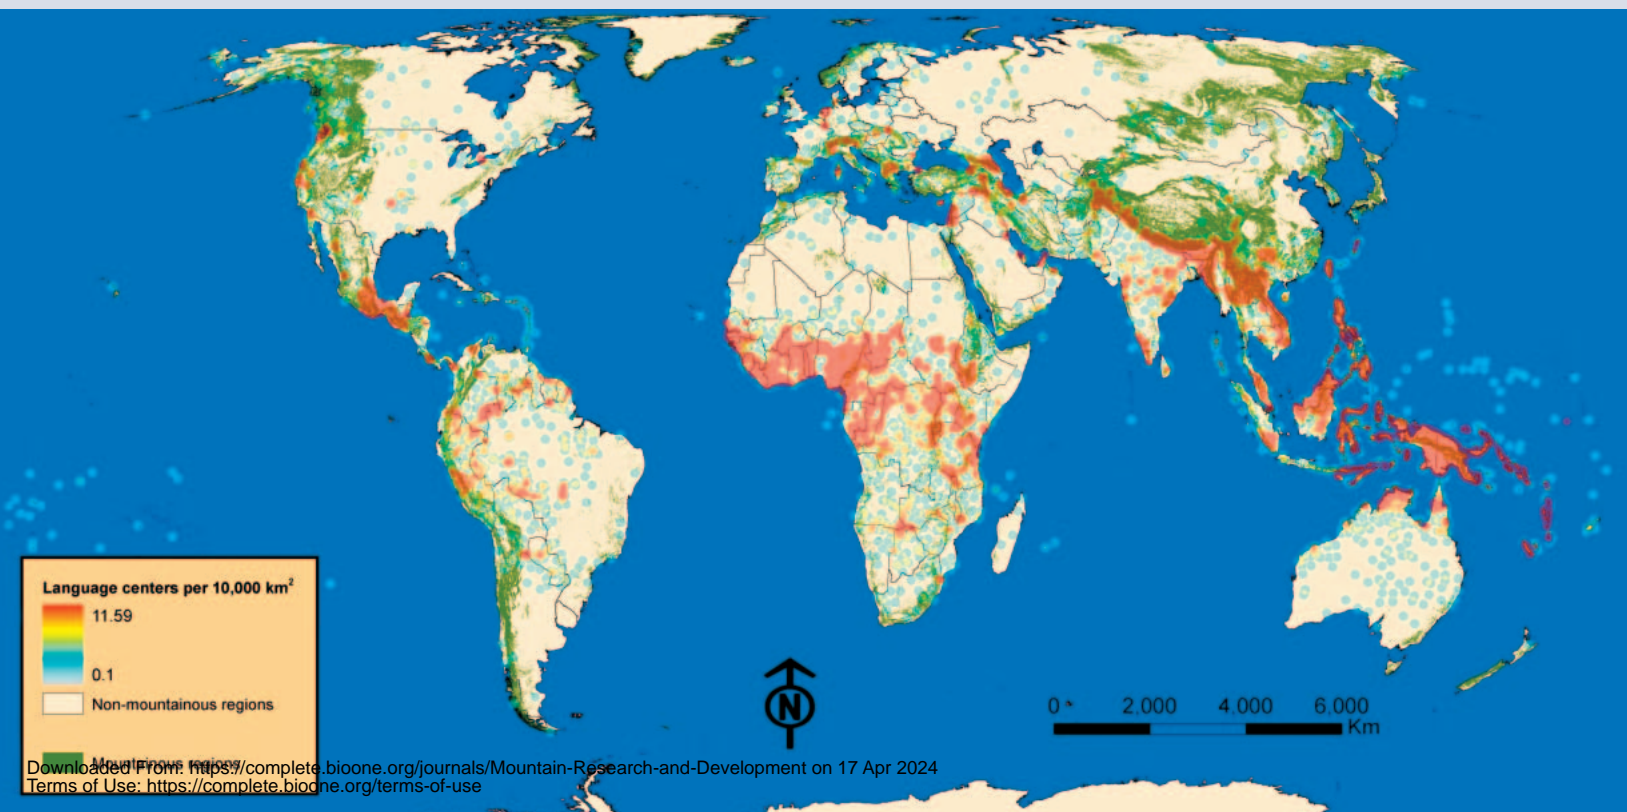 Language centers per 10,000 km²
11.59
0.1
Non-mountainous regions
Mountainous regions
N
0 2,000 4,000 6,000
Km
Downloaded From: https://complete.bioone.org/journals/Mountain-Research-and-Development on 17 Apr 2024
Terms of Use: https://complete.bioone.org/terms-of-use